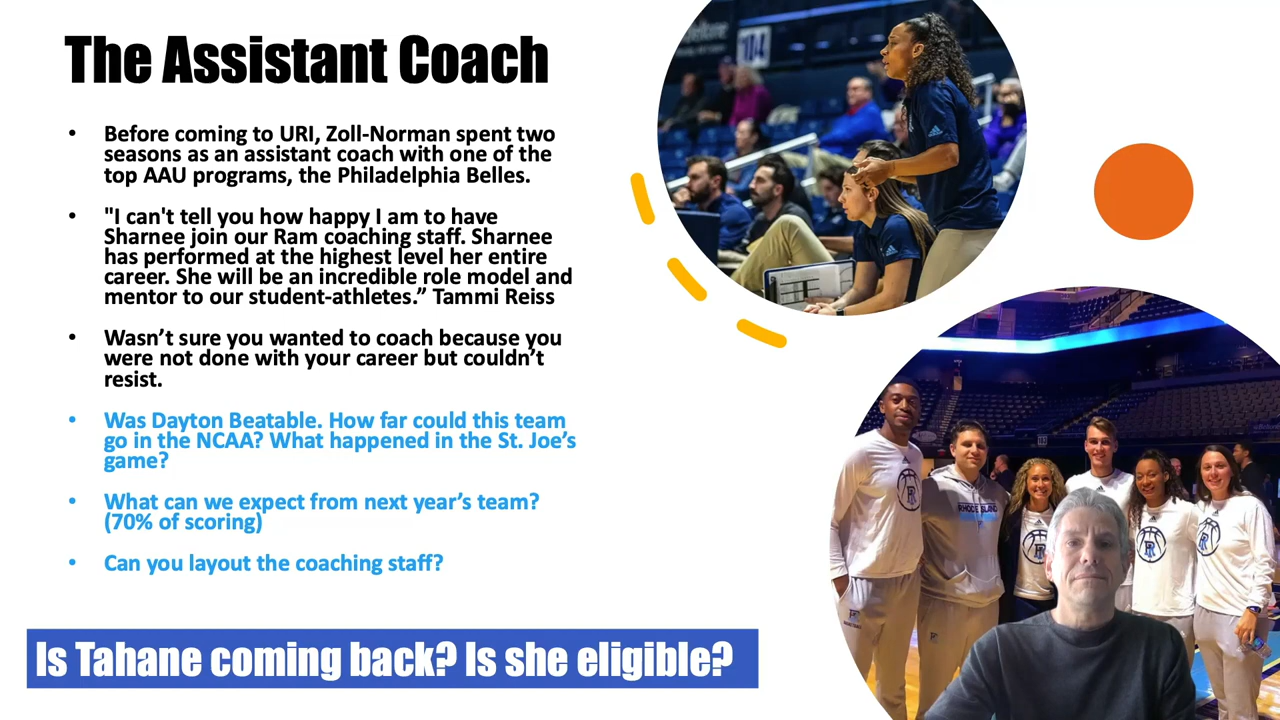 The Assistant Coach
• Before coming to URI, Zoll-Norman spent two
seasons as an assistant coach with one of the
top AAU programs, the Philadelphia Belles.
• "I can't tell you how happy I am to have
Sharnee join our Ram coaching staff. Sharnee
has performed at the highest level her entire
career. She will be an incredible role model and
mentor to our student-athletes.” Tammi Reiss
• Wasn’t sure you wanted to coach because you
were not done with your career but couldn’t
resist.
• Was Dayton Beatable. How far could this team
go in the NCAA? What happened in the St. Joe’s
game?
• What can we expect from next year’s team?
(70% of scoring)
• Can you layout the coaching staff?
Is Tahane coming back? Is she eligible?
104
RHODE ISLAND